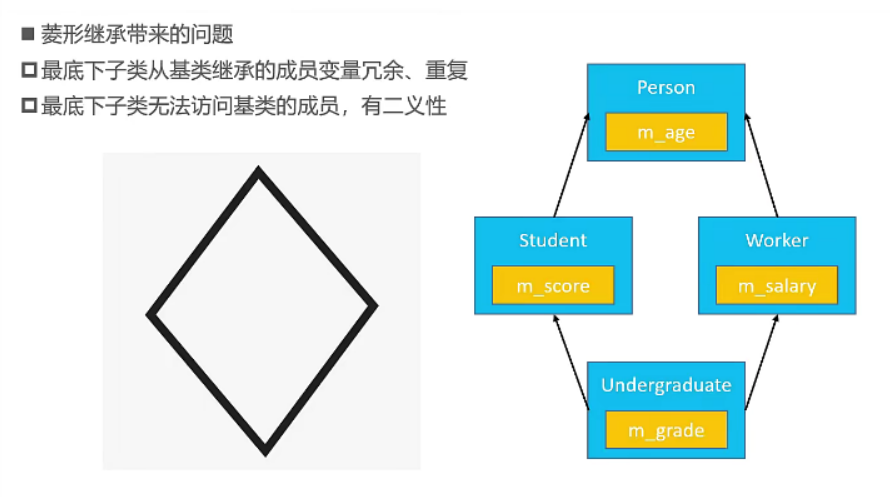 菱形继承带来的问题
最底下子类从基类继承的成员变量冗余、重复
最底下子类无法访问基类的成员，有二义性
Person
m_age
Student
m_score
Worker
m_salary
Undergraduate
m_grade